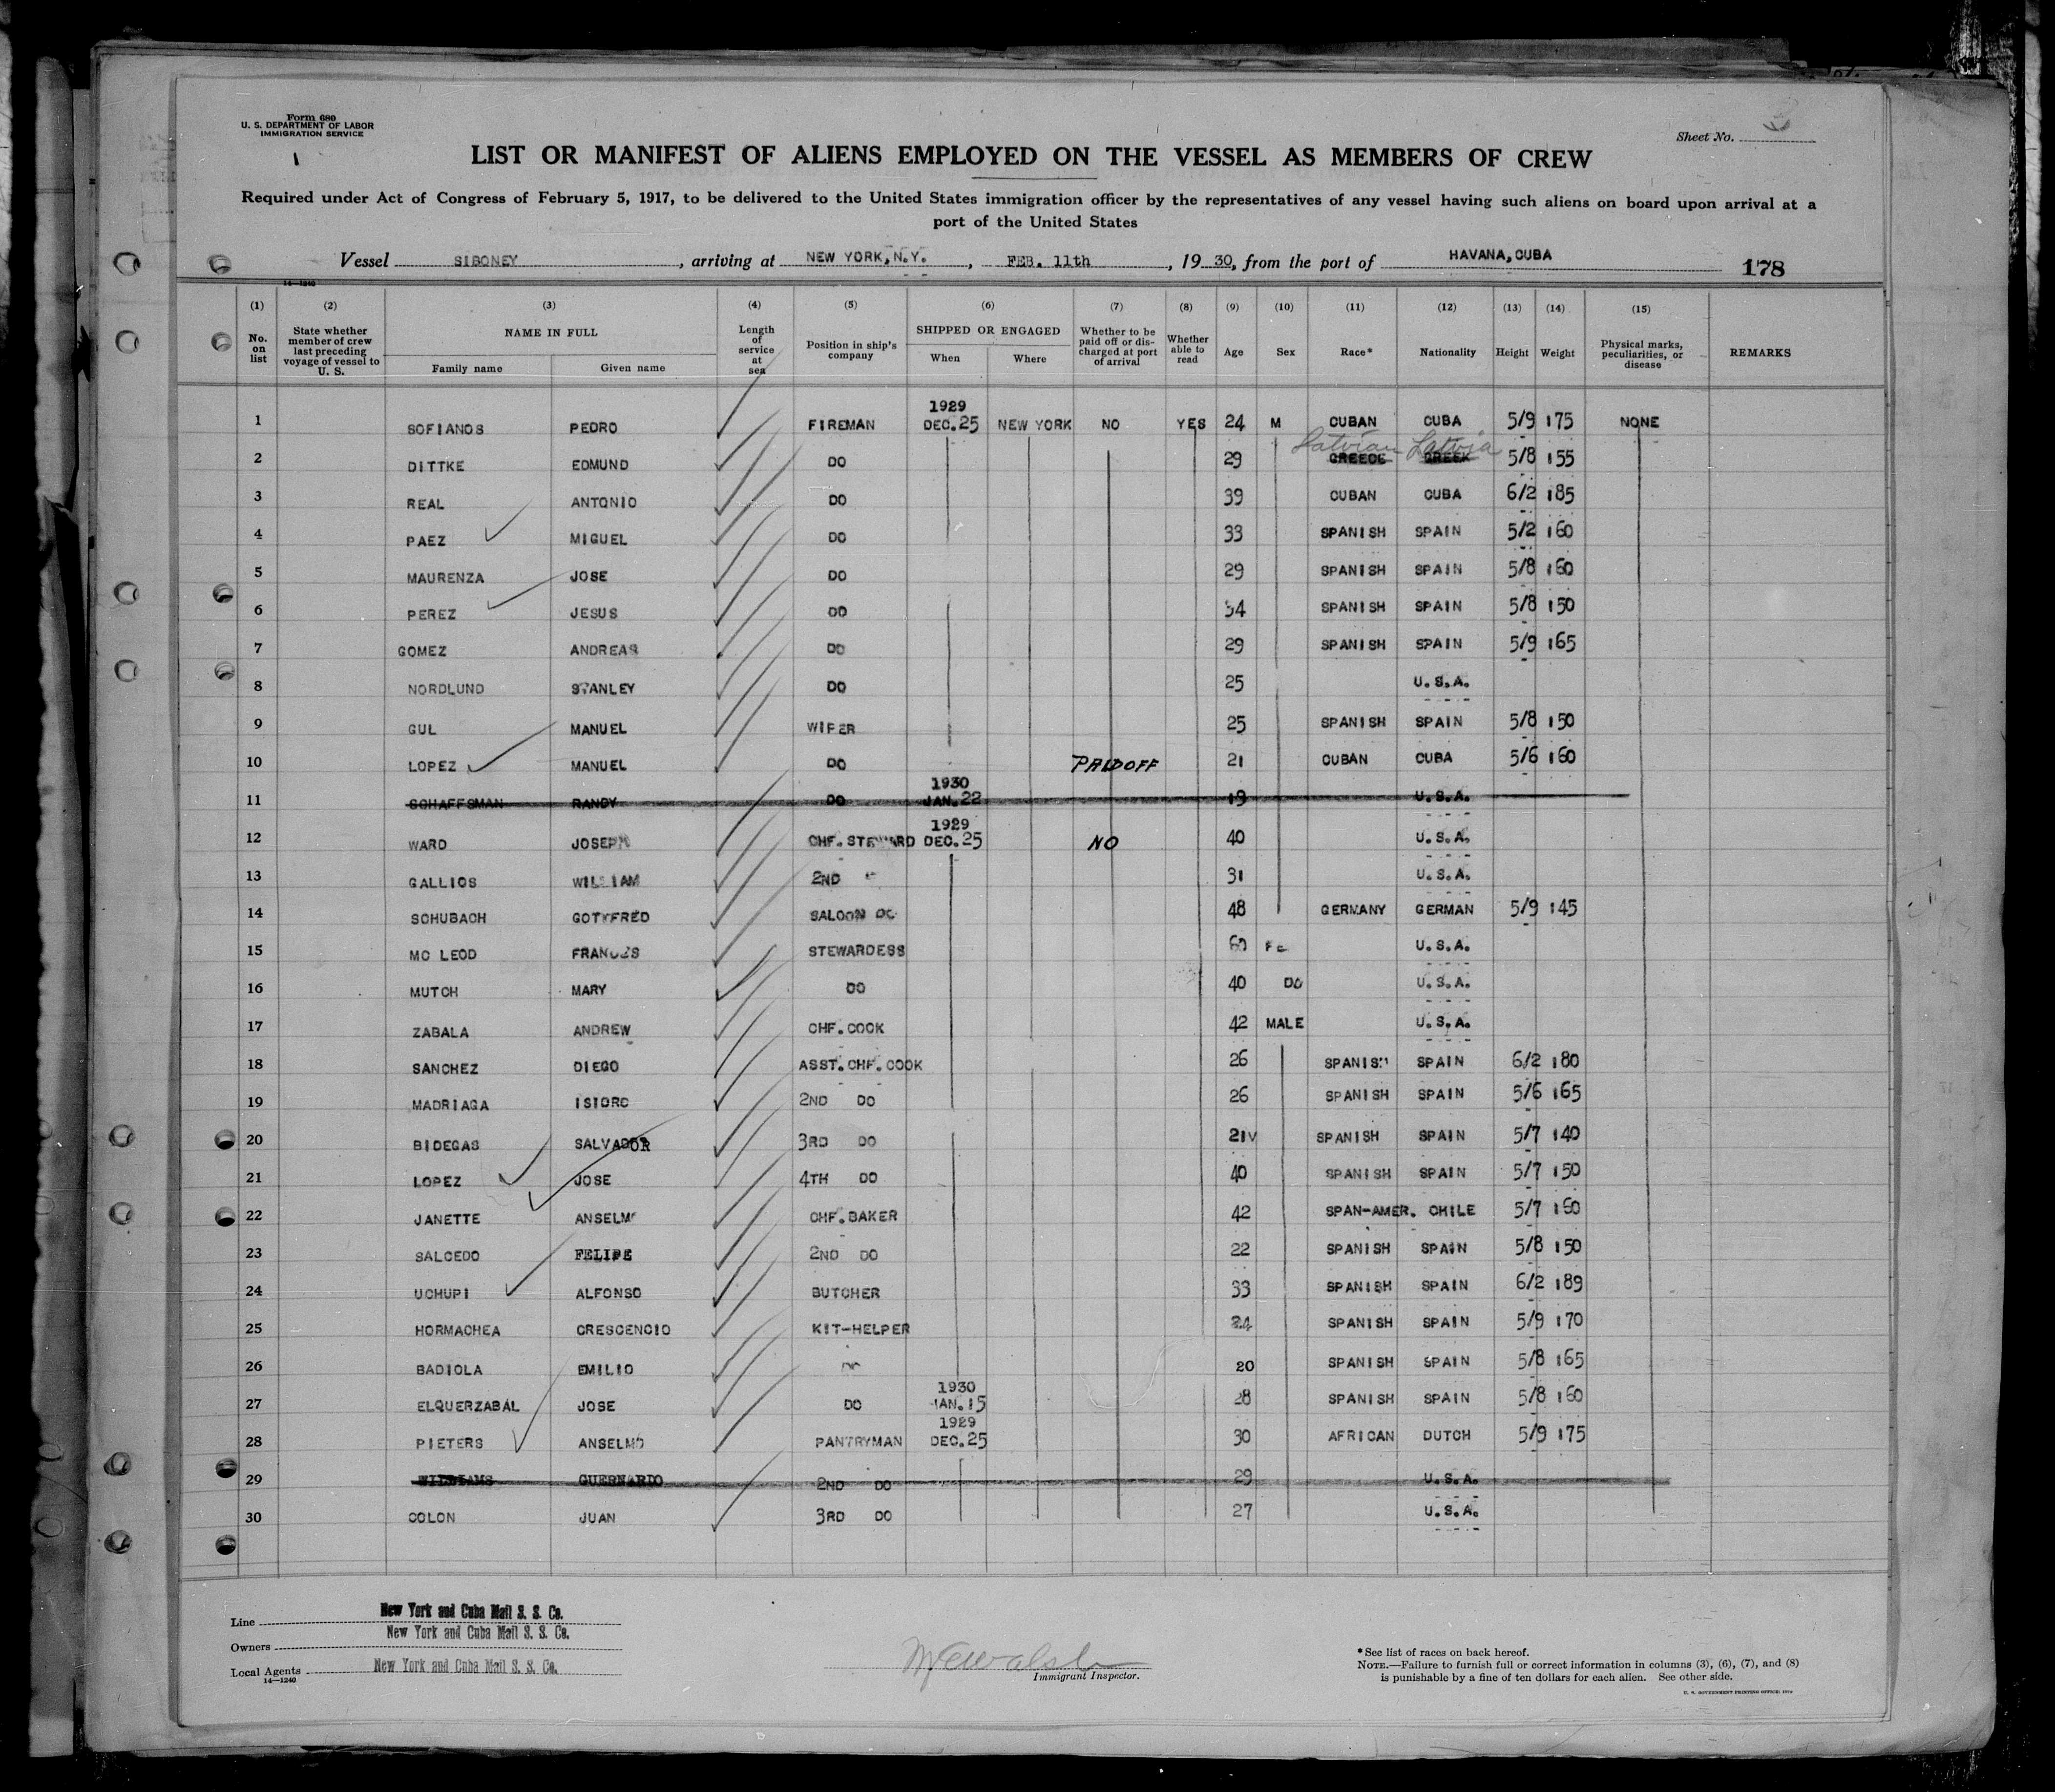 Form 680
U. S. DEPARTMENT OF LABOR
IMMIGRATION SERVICE
Sheet No. 3
LIST OR MANIFEST OF ALIENS EMPLOYED ON THE VESSEL AS MEMBERS OF CREW
Required under Act of Congress of February 5, 1917, to be delivered to the United States immigration officer by the representatives of any vessel having such aliens on board upon arrival at a
port of the United States
Vessel SIBONEY, arriving at NEW YORK, N.Y., FEB. 11th, 1930, from the port of HAVANA, CUBA 178
14—1240
(1) (2) (3) (4) (5) (6) (7) (8) (9) (10) (11) (12) (13) (14) (15)
No. on list State whether member of crew last preceding voyage of vessel to U. S. NAME IN FULL Family name Given name Length of service at sea Position in ship's company SHIPPED OR ENGAGED When Where Whether to be paid off or discharged at port of arrival Whether able to read Age Sex Race* Nationality Height Weight Physical marks, peculiarities, or disease REMARKS
1929
1 SOFIANOS PEDRO FIREMAN DEC. 25 NEW YORK NO YES 24 M CUBAN CUBA 5/9 175 NONE
Latvian Latvia
2 DITTKE EDMUND DO 29 GREECE GREEK 5/8 155
3 REAL ANTONIO DO 39 CUBAN CUBA 6/2 185
4 PAEZ MIGUEL DO 33 SPANISH SPAIN 5/2 160
5 MAURENZA JOSE DO 29 SPANISH SPAIN 5/8 160
6 PEREZ JESUS DO 34 SPANISH SPAIN 5/8 150
7 GOMEZ ANDREAS DO 29 SPANISH SPAIN 5/9 165
8 NORDLUND STANLEY DO 25 U.S.A.
9 GUL MANUEL WIPER 25 SPANISH SPAIN 5/8 150
10 LOPEZ MANUEL DO PAID OFF 21 CUBAN CUBA 5/6 160
1930
11 SCHAFFSMAN RANDY DO JAN. 22 19 U.S.A.
1929
12 WARD JOSEPH CHF. STEWARD DEC. 25 NO 40 U.S.A.
13 GALLIOS WILLIAM 2ND " 31 U.S.A.
14 SCHUBACH GOTTFRED SALOON DO 48 GERMANY GERMAN 5/9 145
15 MC LEOD FRANCES STEWARDESS 60 FE U.S.A.
16 MUTCH MARY DO 40 DO U.S.A.
17 ZABALA ANDREW CHF. COOK 42 MALE U.S.A.
18 SANCHEZ DIEGO ASST. CHF. COOK 26 SPANISH SPAIN 6/2 180
19 MADRIAGA ISIDRO 2ND DO 26 SPANISH SPAIN 5/6 165
20 BIDEGAS SALVADOR 3RD DO 21 SPANISH SPAIN 5/7 140
21 LOPEZ JOSE 4TH DO 40 SPANISH SPAIN 5/7 150
22 JANETTE ANSELMO CHF. BAKER 42 SPAN-AMER. CHILE 5/7 160
23 SALCEDO FELIPE 2ND DO 22 SPANISH SPAIN 5/8 150
24 UCHUPI ALFONSO BUTCHER 33 SPANISH SPAIN 6/2 189
25 HORMACHEA CRESCENCIO KIT-HELPER 24 SPANISH SPAIN 5/9 170
26 BADIOLA EMILIO DO 20 SPANISH SPAIN 5/8 165
1930
27 ELQUERZABAL JOSE DO JAN. 15 28 SPANISH SPAIN 5/8 160
1929
28 PIETERS ANSELMO PANTRYMAN DEC. 25 30 AFRICAN DUTCH 5/9 175
29 WILLIAMS GUERNARDO 2ND DO 29 U.S.A.
30 COLON JUAN 3RD DO 27 U.S.A.
Line New York and Cuba Mail S. S. Co.
Owners New York and Cuba Mail S. S. Co.
Local Agents New York and Cuba Mail S. S. Co.
14—1240
Immigrant Inspector.
*See list of races on back hereof.
NOTE.—Failure to furnish full or correct information in columns (3), (6), (7), and (8)
is punishable by a fine of ten dollars for each alien. See other side.